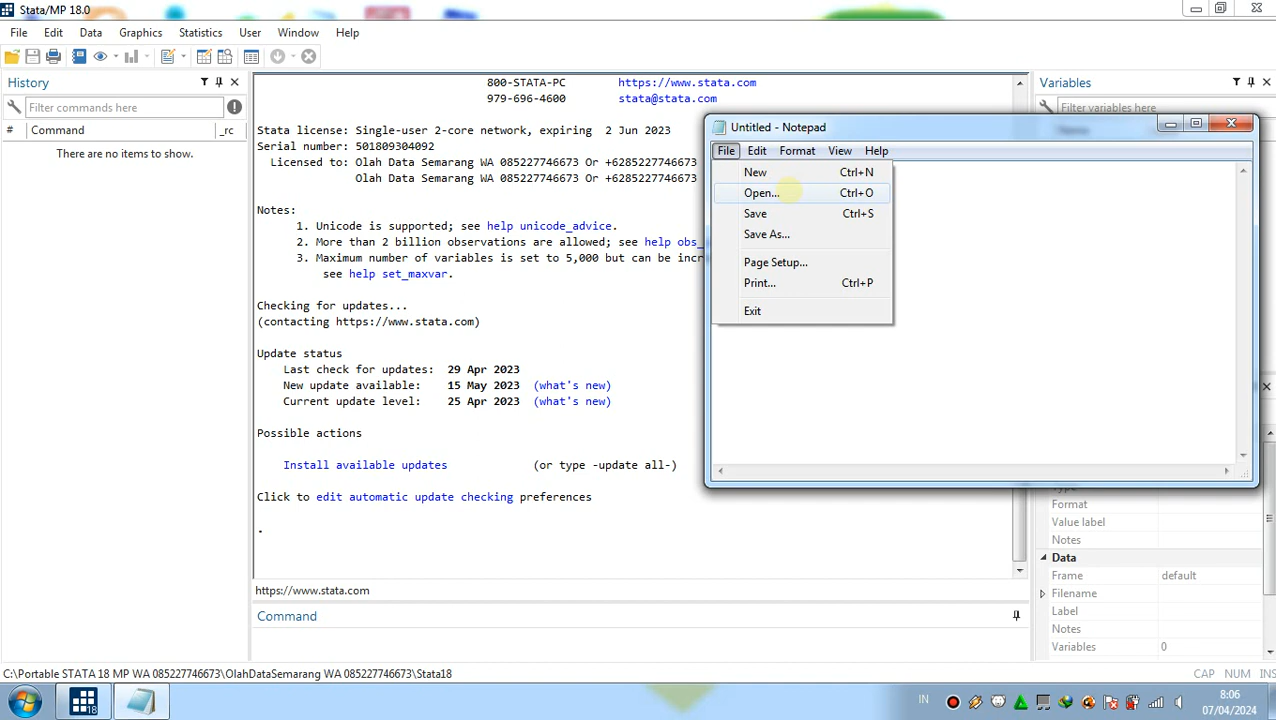 Stata/MP 18.0
File Edit Data Graphics Statistics User Window Help
History
Filter commands here
# Command _rc
There are no items to show.
800-STATA-PC https://www.stata.com
979-696-4600 stata@stata.com
Stata license: Single-user 2-core network, expiring 2 Jun 2023
Serial number: 501809304092
Licensed to: Olah Data Semarang WA 085227746673 Or +6285227746673
Olah Data Semarang WA 085227746673 Or +6285227746673
Notes:
1. Unicode is supported; see help unicode_advice.
2. More than 2 billion observations are allowed; see help obs_
3. Maximum number of variables is set to 5,000 but can be incr
see help set_maxvar.
Checking for updates...
(contacting https://www.stata.com)
Update status
Last check for updates: 29 Apr 2023
New update available: 15 May 2023 (what's new)
Current update level: 25 Apr 2023 (what's new)
Possible actions
Install available updates (or type -update all-)
Click to edit automatic update checking preferences
.
https://www.stata.com
Command
Variables
Filter variables here
Name
Untitled - Notepad
File Edit Format View Help
New Ctrl+N
Open... Ctrl+O
Save Ctrl+S
Save As...
Page Setup...
Print... Ctrl+P
Exit
Type
Format
Value label
Notes
Data
Frame default
Filename
Label
Notes
Variables 0
C:\Portable STATA 18 MP WA 085227746673\OlahDataSemarang WA 085227746673\Stata18
CAP NUM INS
18
IN
8:06
07/04/2024